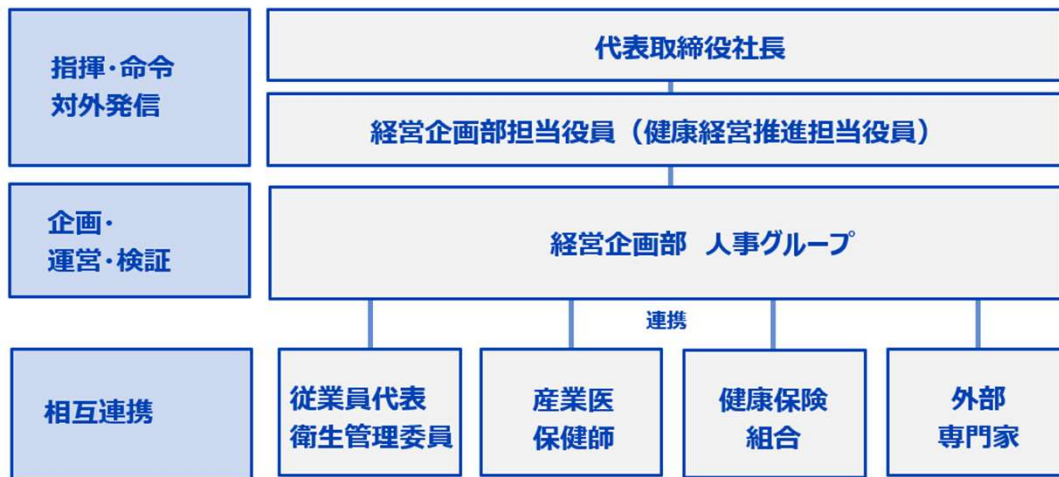 指揮・命令
対外発信
代表取締役社長
経営企画部担当役員（健康経営推進担当役員）
企画・
運営・検証
経営企画部 人事グループ
連携
相互連携
従業員代表
衛生管理委員
産業医
保健師
健康保険
組合
外部
専門家